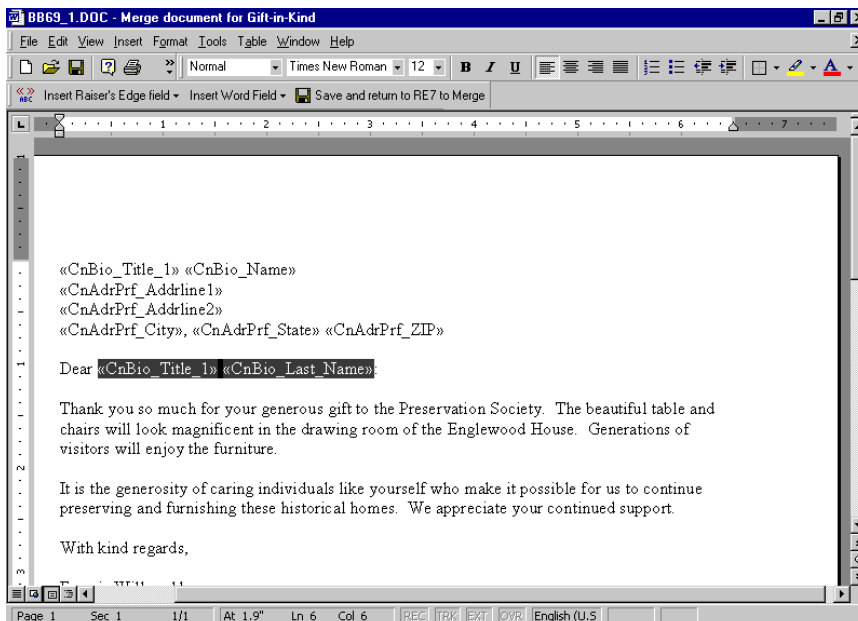 BB69_1.DOC - Merge document for Gift-in-Kind
File Edit View Insert Format Tools Table Window Help
Normal Times New Roman 12 B I U A
ABC Insert Raiser's Edge field Insert Word Field Save and return to RE7 to Merge
L 1 2 3 4 5 6 7
«CnBio_Title_1» «CnBio_Name»
«CnAdrPrf_Addrline1»
«CnAdrPrf_Addrline2»
«CnAdrPrf_City», «CnAdrPrf_State» «CnAdrPrf_ZIP»
Dear «CnBio_Title_1» «CnBio_Last_Name»:
Thank you so much for your generous gift to the Preservation Society. The beautiful table and
chairs will look magnificent in the drawing room of the Englewood House. Generations of
visitors will enjoy the furniture.
It is the generosity of caring individuals like yourself who make it possible for us to continue
preserving and furnishing these historical homes. We appreciate your continued support.
With kind regards,
Page 1 Sec 1 1/1 At 1.9" Ln 6 Col 6 REC TRK EXT OVR English (U.S